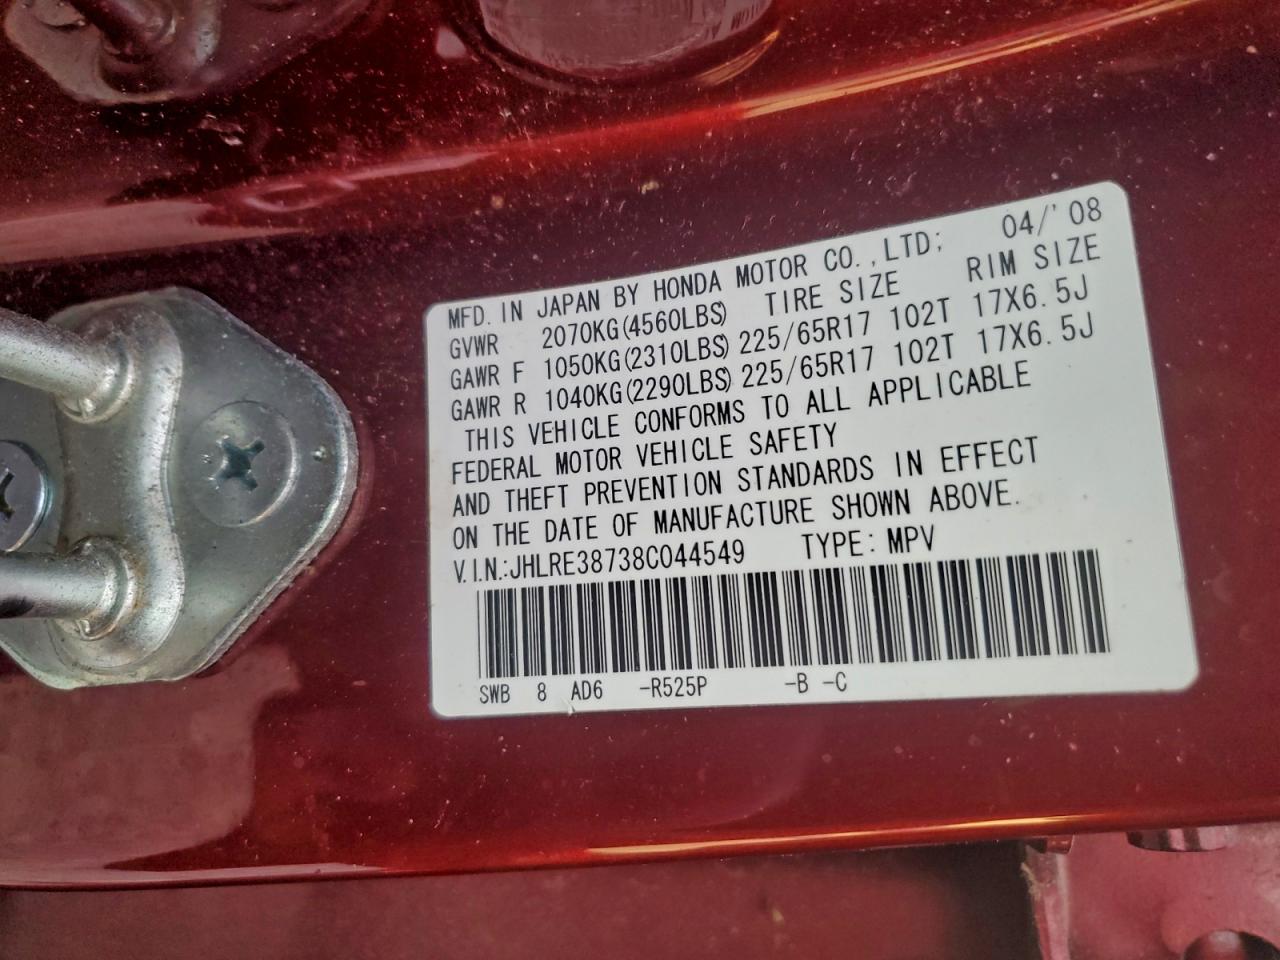 MFD. IN JAPAN BY HONDA MOTOR CO.,LTD; 04/'08
GVWR 2070KG(4560LBS) TIRE SIZE RIM SIZE
GAWR F 1050KG(2310LBS) 225/65R17 102T 17X6.5J
GAWR R 1040KG(2290LBS) 225/65R17 102T 17X6.5J
THIS VEHICLE CONFORMS TO ALL APPLICABLE
FEDERAL MOTOR VEHICLE SAFETY
AND THEFT PREVENTION STANDARDS IN EFFECT
ON THE DATE OF MANUFACTURE SHOWN ABOVE.
V.I.N.:JHLRE38738C044549 TYPE: MPV
SWB 8 AD6 -R525P -B -C